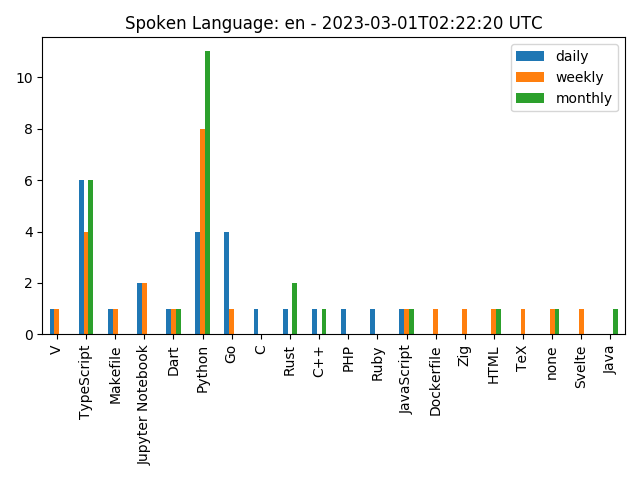 Spoken Language: en - 2023-03-01T02:22:20 UTC
daily
weekly
monthly
10
8
6
4
2
0
V
TypeScript
Makefile
Jupyter Notebook
Dart
Python
Go
C
Rust
C++
PHP
Ruby
JavaScript
Dockerfile
Zig
HTML
TeX
none
Svelte
Java